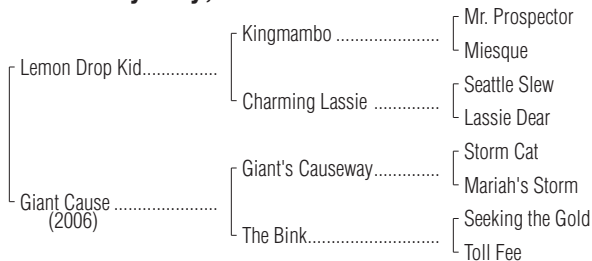 Lemon Drop Kid...............
Giant Cause .....................
(2006)
Kingmambo .....................
Charming Lassie .............
Giant's Causeway.............
The Bink..........................
Mr. Prospector
Miesque
Seattle Slew
Lassie Dear
Storm Cat
Mariah's Storm
Seeking the Gold
Toll Fee